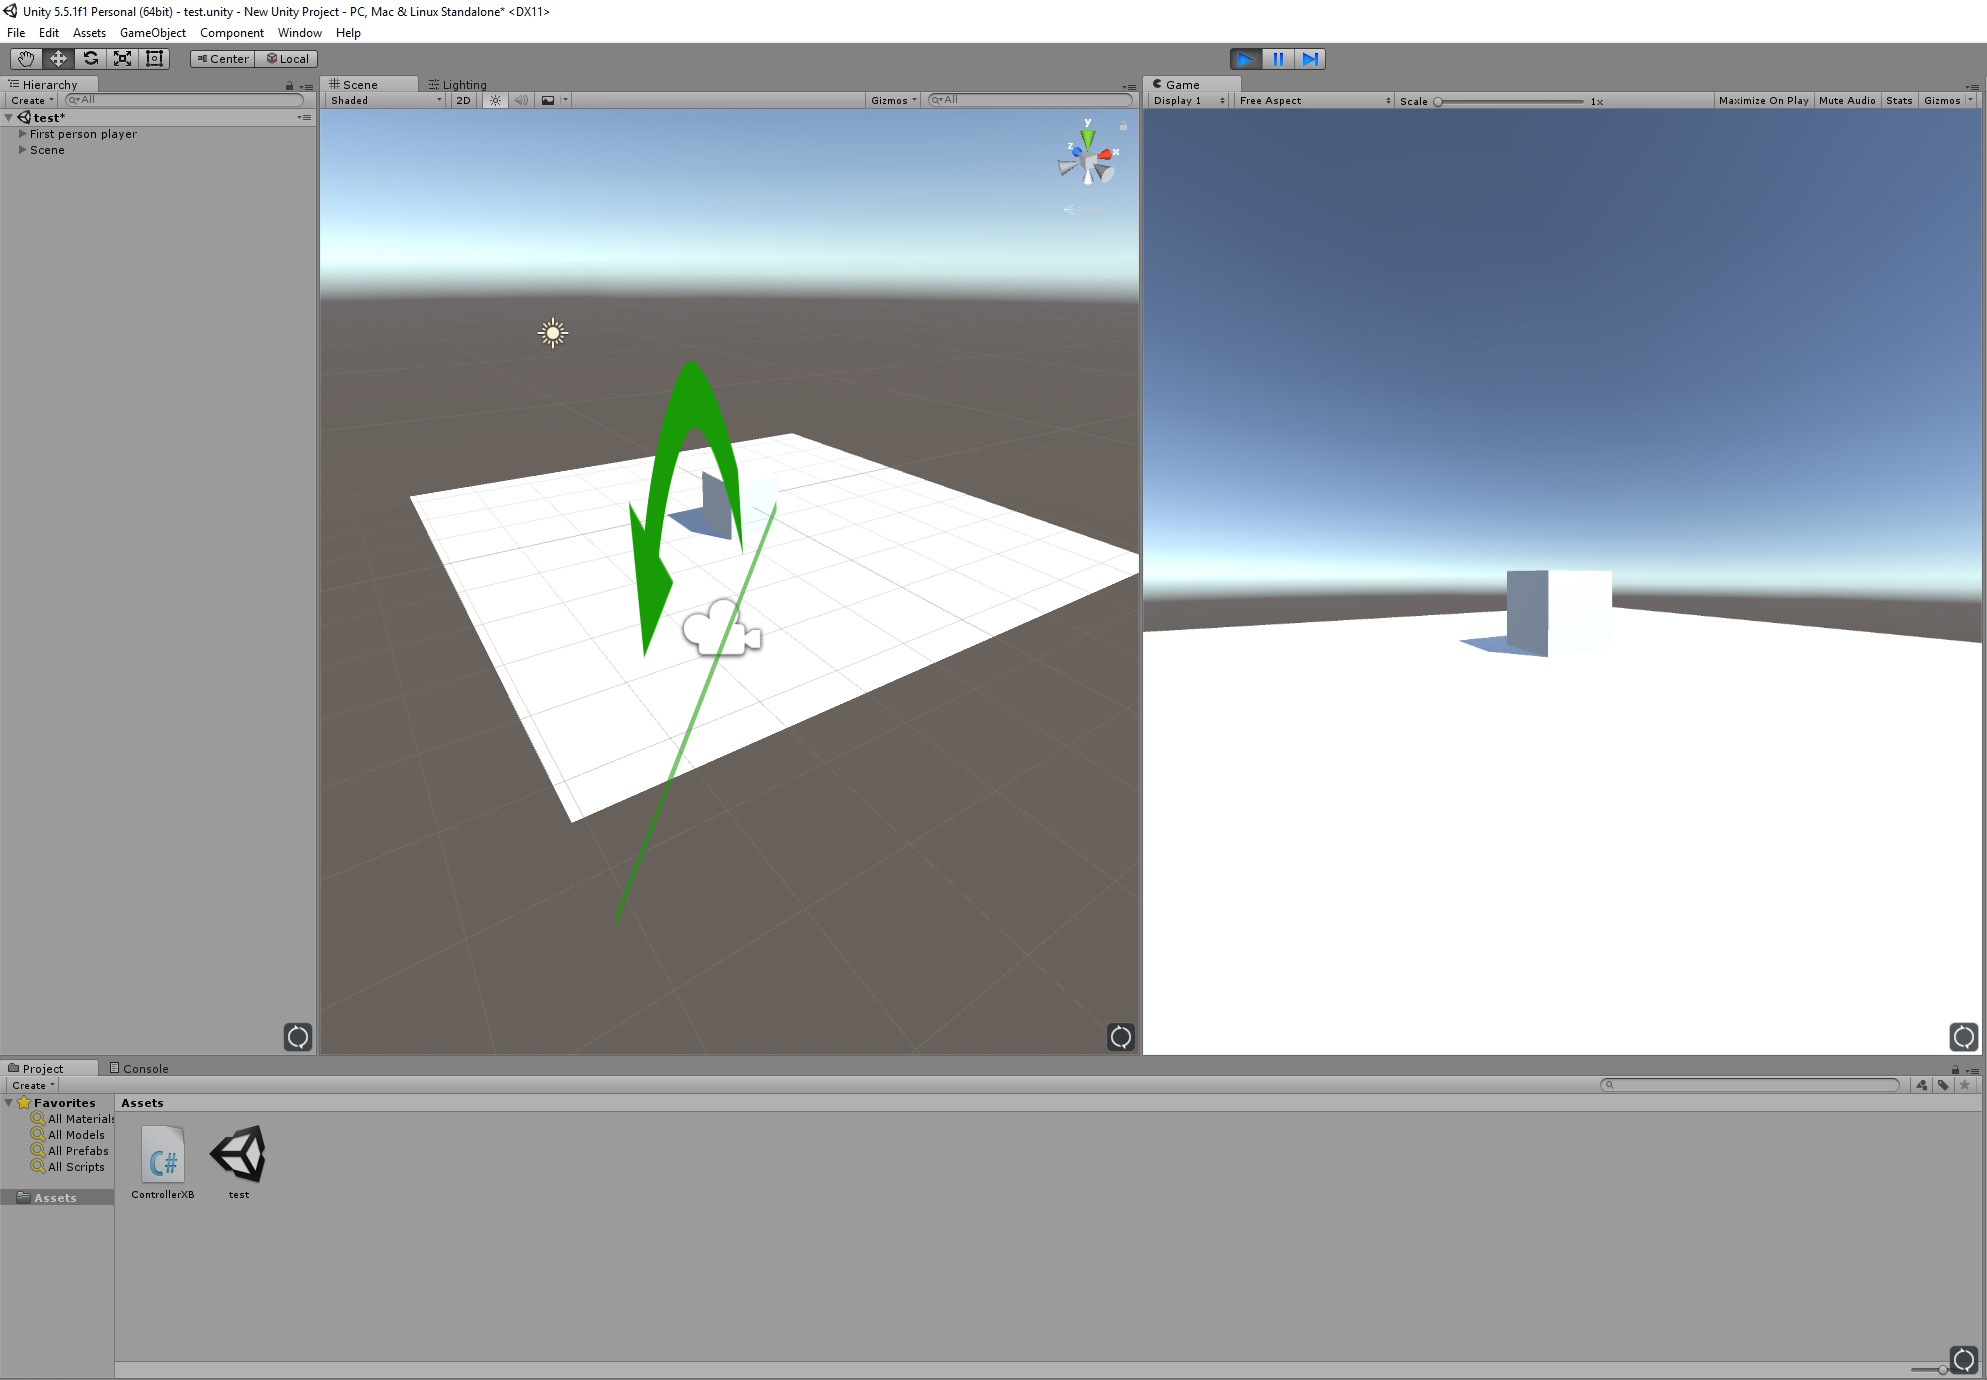 Unity 5.5.1f1 Personal (64bit) - test.unity - New Unity Project - PC, Mac & Linux Standalone* <DX11>
File Edit Assets GameObject Component Window Help
Center Local
Hierarchy
Create All
test*
First person player
Scene
Scene Lighting
Shaded 2D Gizmos All
y
z x
Game
Display 1 Free Aspect Scale 1x Maximize On Play Mute Audio Stats Gizmos
Project Console
Create
Favorites
All Materials
All Models
All Prefabs
All Scripts
Assets
Assets
C#
ControllerXB test